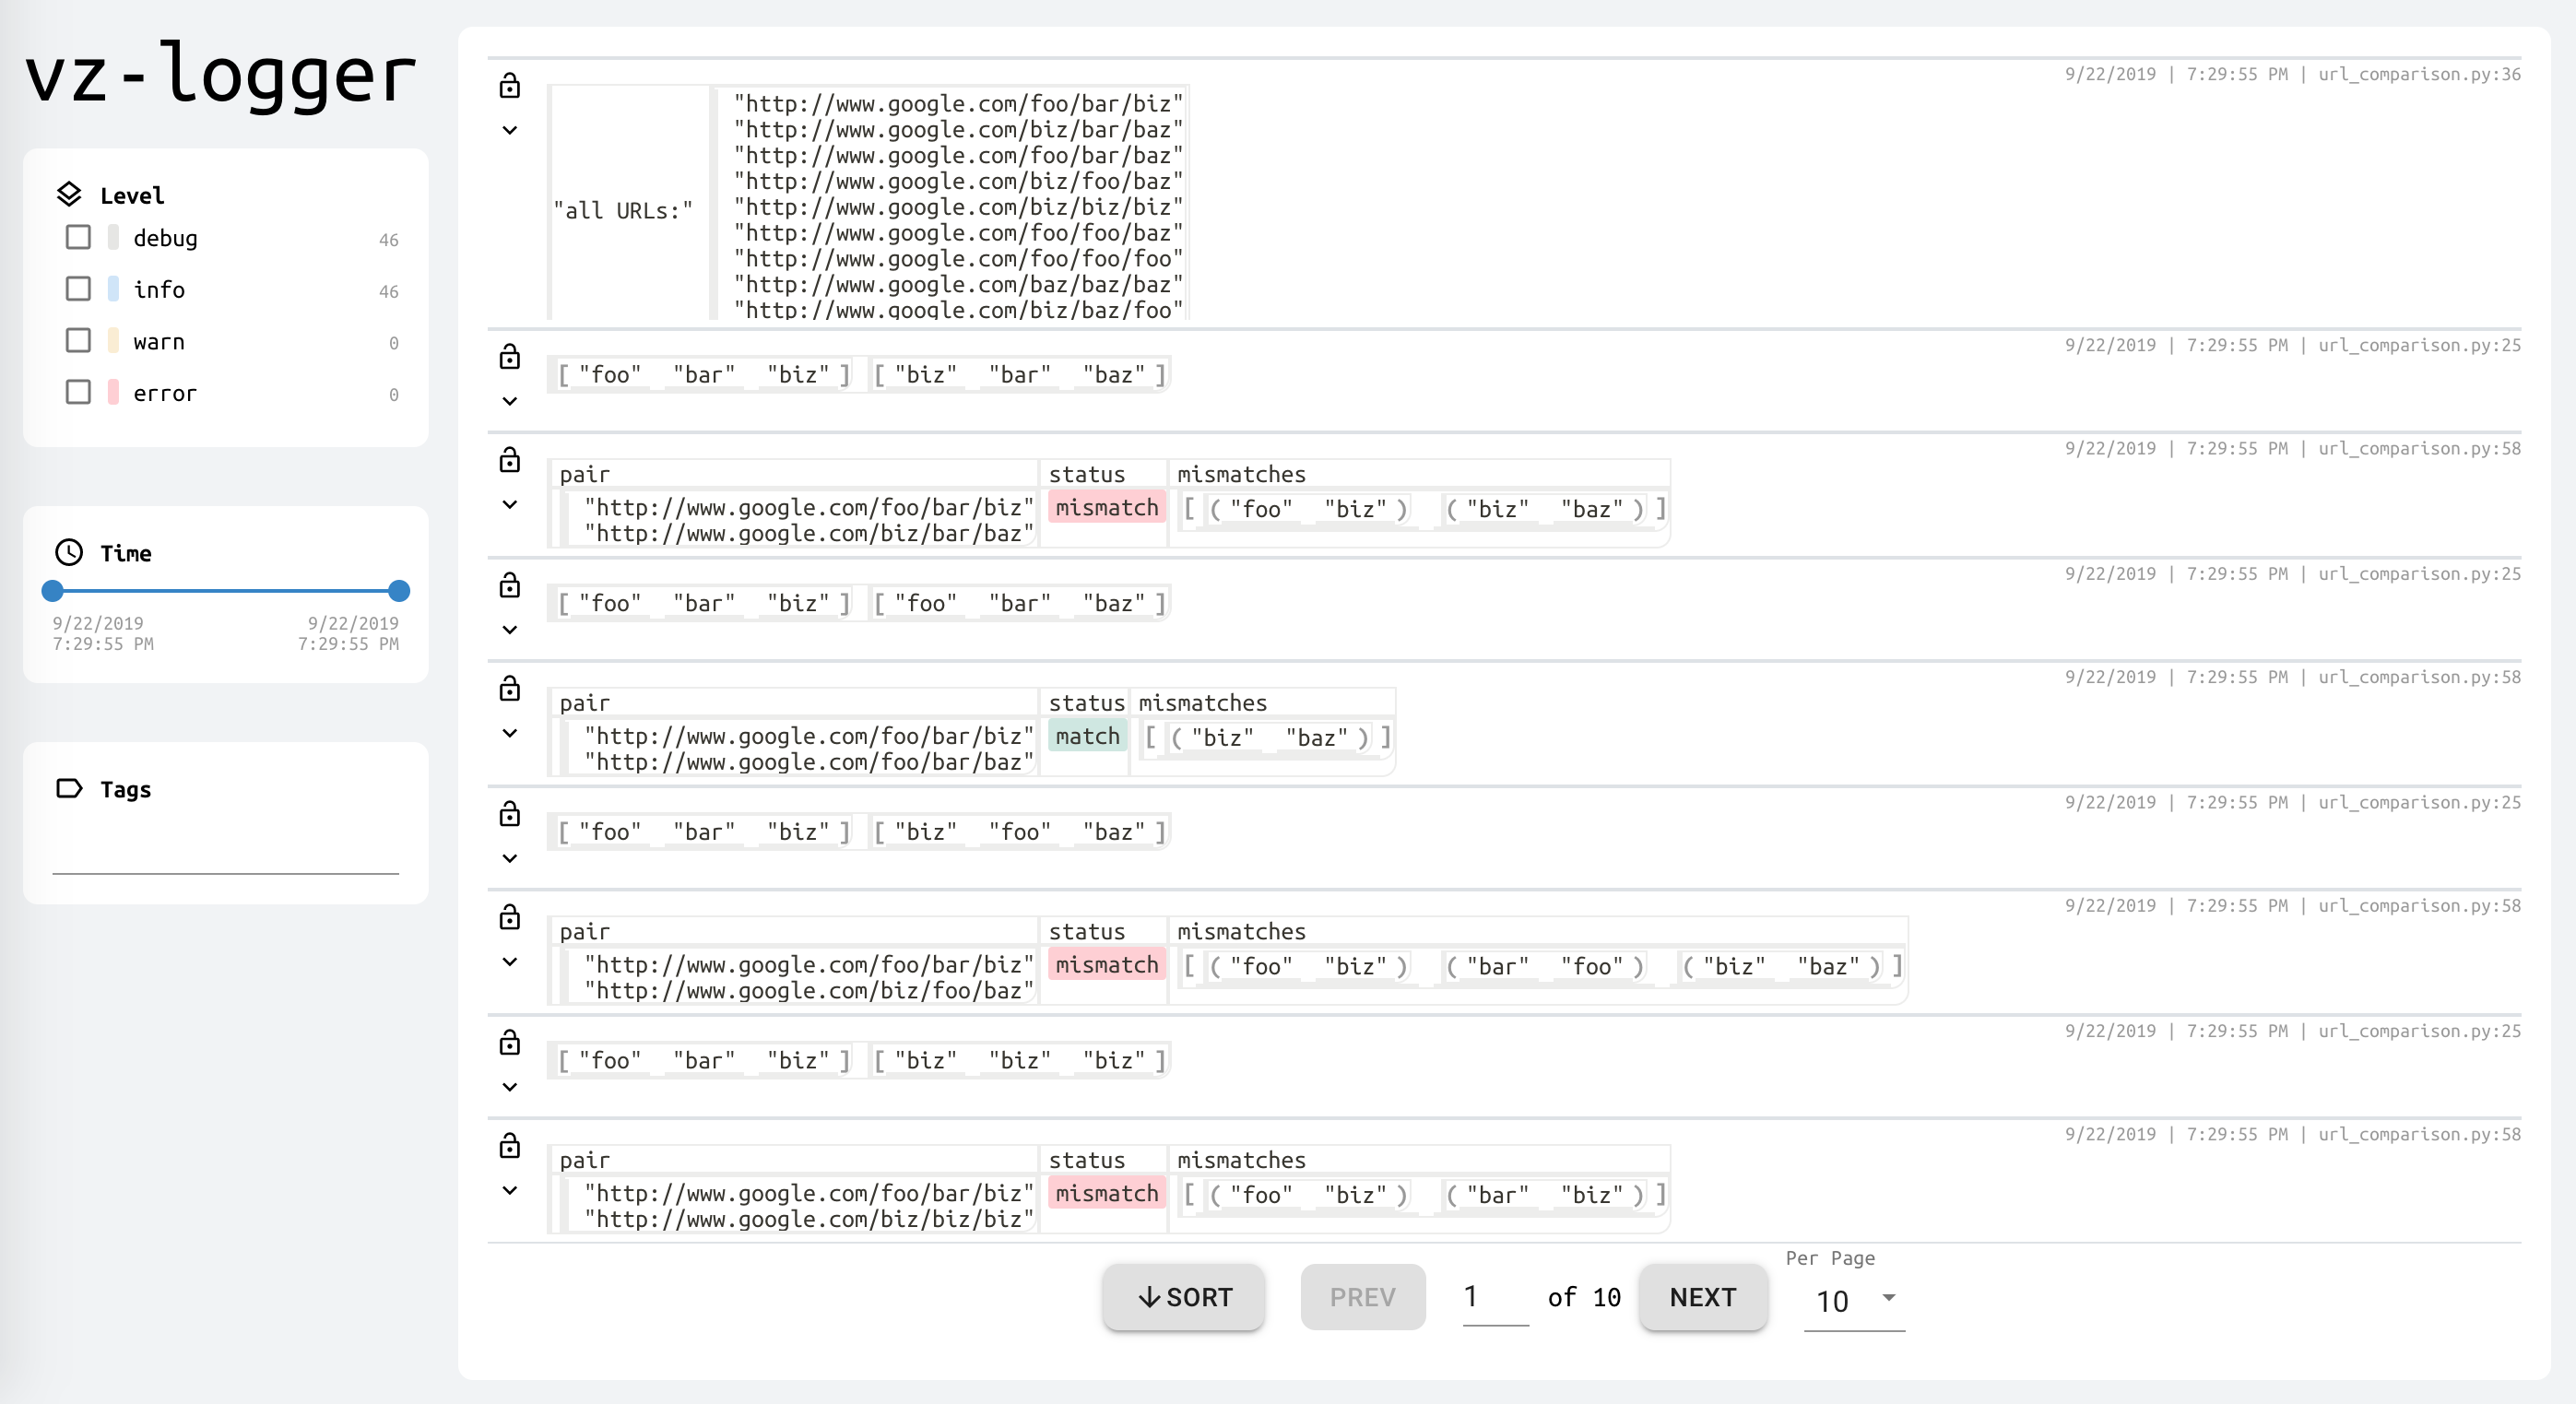 vz-logger
Level
debug 46
info 46
warn 0
error 0
Time
9/22/2019 9/22/2019
7:29:55 PM 7:29:55 PM
Tags
9/22/2019 | 7:29:55 PM | url_comparison.py:36
"all URLs:"
"http://www.google.com/foo/bar/biz"
"http://www.google.com/biz/bar/baz"
"http://www.google.com/foo/bar/baz"
"http://www.google.com/biz/foo/baz"
"http://www.google.com/biz/biz/biz"
"http://www.google.com/foo/foo/baz"
"http://www.google.com/foo/foo/foo"
"http://www.google.com/baz/baz/baz"
"http://www.google.com/biz/baz/foo"
9/22/2019 | 7:29:55 PM | url_comparison.py:25
[ "foo" "bar" "biz" ] [ "biz" "bar" "baz" ]
9/22/2019 | 7:29:55 PM | url_comparison.py:58
pair status mismatches
"http://www.google.com/foo/bar/biz" mismatch [ ( "foo" "biz" ) ( "biz" "baz" ) ]
"http://www.google.com/biz/bar/baz"
9/22/2019 | 7:29:55 PM | url_comparison.py:25
[ "foo" "bar" "biz" ] [ "foo" "bar" "baz" ]
9/22/2019 | 7:29:55 PM | url_comparison.py:58
pair status mismatches
"http://www.google.com/foo/bar/biz" match [ ( "biz" "baz" ) ]
"http://www.google.com/foo/bar/baz"
9/22/2019 | 7:29:55 PM | url_comparison.py:25
[ "foo" "bar" "biz" ] [ "biz" "foo" "baz" ]
9/22/2019 | 7:29:55 PM | url_comparison.py:58
pair status mismatches
"http://www.google.com/foo/bar/biz" mismatch [ ( "foo" "biz" ) ( "bar" "foo" ) ( "biz" "baz" ) ]
"http://www.google.com/biz/foo/baz"
9/22/2019 | 7:29:55 PM | url_comparison.py:25
[ "foo" "bar" "biz" ] [ "biz" "biz" "biz" ]
9/22/2019 | 7:29:55 PM | url_comparison.py:58
pair status mismatches
"http://www.google.com/foo/bar/biz" mismatch [ ( "foo" "biz" ) ( "bar" "biz" ) ]
"http://www.google.com/biz/biz/biz"
Per Page
↓SORT PREV 1 of 10 NEXT 10